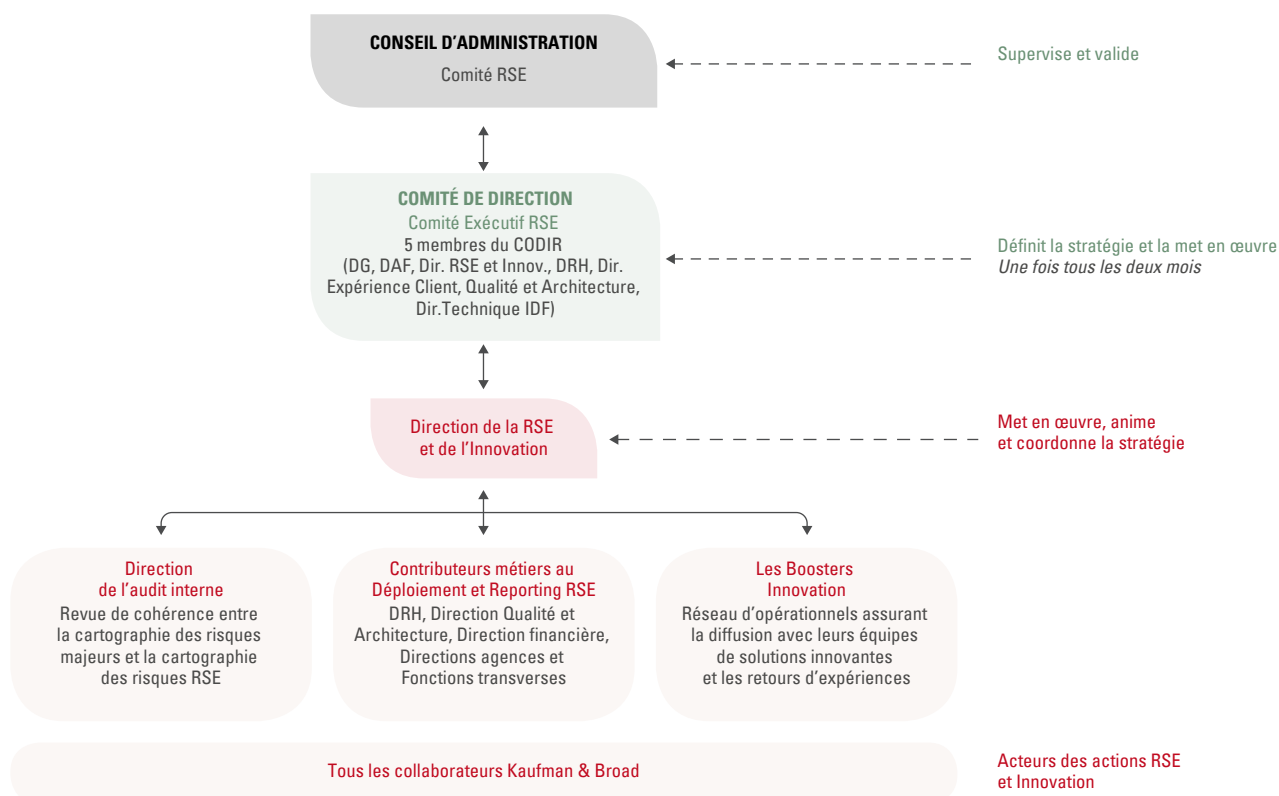 CONSEIL D'ADMINISTRATION
Comité RSE
Supervise et valide
COMITÉ DE DIRECTION
Comité Exécutif RSE
5 membres du CODIR
(DG, DAF, Dir. RSE et Innov., DRH, Dir.
Expérience Client, Qualité et Architecture,
Dir.Technique IDF)
Définit la stratégie et la met en œuvre
Une fois tous les deux mois
Direction de la RSE
et de l'Innovation
Met en œuvre, anime
et coordonne la stratégie
Direction
de l'audit interne
Revue de cohérence entre
la cartographie des risques
majeurs et la cartographie
des risques RSE
Contributeurs métiers au
Déploiement et Reporting RSE
DRH, Direction Qualité et
Architecture, Direction financière,
Directions agences et
Fonctions transverses
Les Boosters
Innovation
Réseau d'opérationnels assurant
la diffusion avec leurs équipes
de solutions innovantes
et les retours d'expériences
Tous les collaborateurs Kaufman & Broad
Acteurs des actions RSE
et Innovation